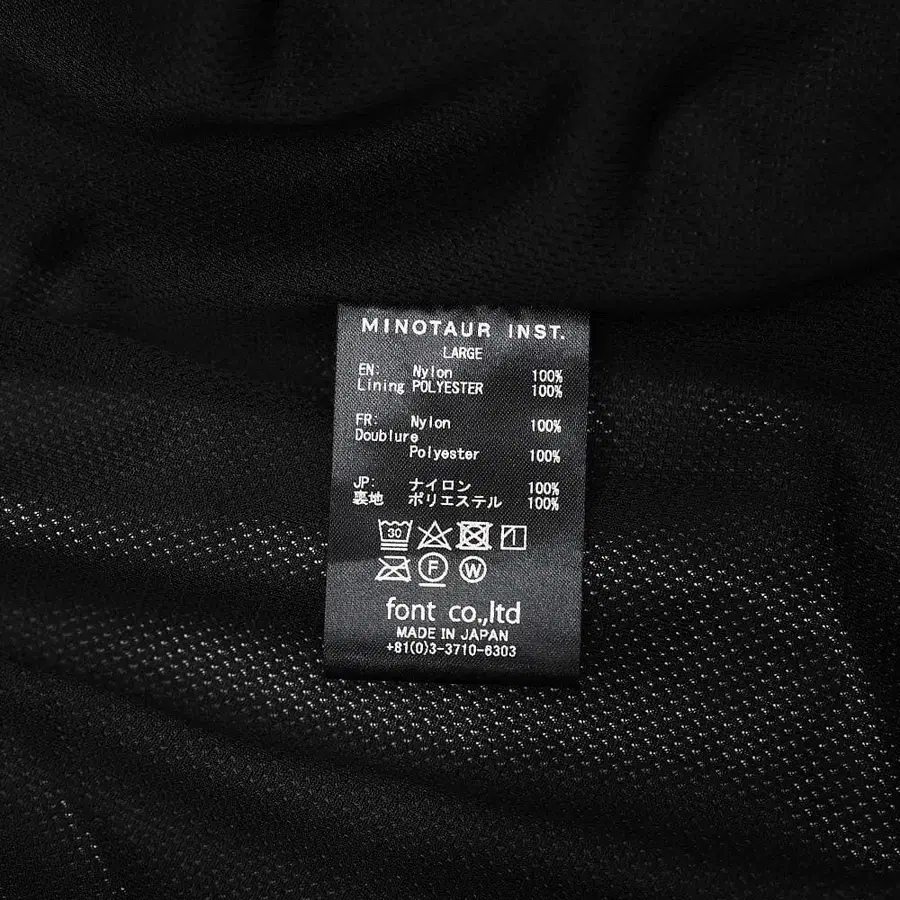 MINOTAUR INST.
LARGE
EN: Nylon 100%
Lining POLYESTER 100%
FR: Nylon 100%
Doublure
Polyester 100%
JP: ナイロン 100%
裏地 ポリエステル 100%
30
F W
font co.,ltd
MADE IN JAPAN
+81(0)3-3710-6303